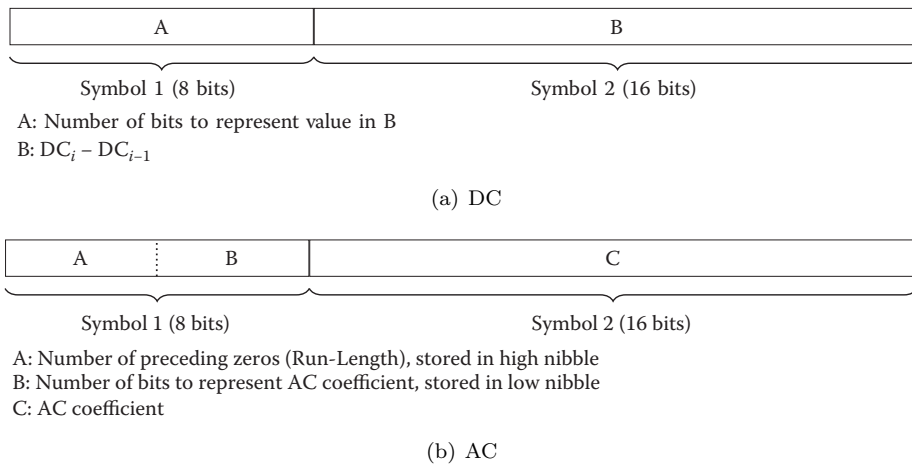 A B
Symbol 1 (8 bits) Symbol 2 (16 bits)
A: Number of bits to represent value in B
B: DCᵢ – DCᵢ₋₁
(a) DC
A B C
Symbol 1 (8 bits) Symbol 2 (16 bits)
A: Number of preceding zeros (Run-Length), stored in high nibble
B: Number of bits to represent AC coefficient, stored in low nibble
C: AC coefficient
(b) AC